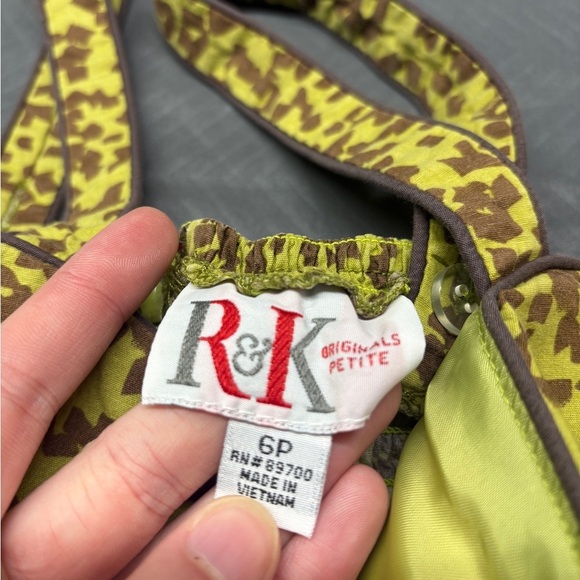 R&K
ORIGINALS
PETITE
6P
RN# 89700
MADE IN
VIETNAM